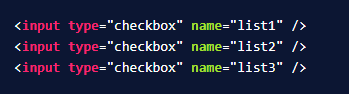 <input type="checkbox" name="list1" />
<input type="checkbox" name="list2" />
<input type="checkbox" name="list3" />